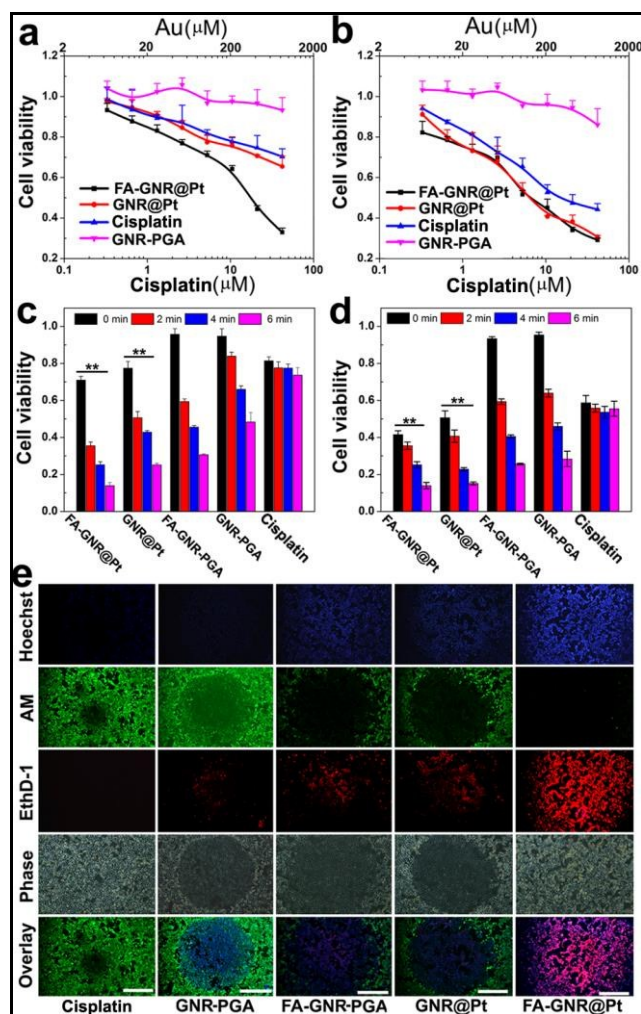 a
b
Au(μM)
Au(μM)
2 20 200 2000
2 20 200 2000
Cell viability
1.2
1.0
0.8
0.6
0.4
0.2
FA-GNR@Pt
GNR@Pt
Cisplatin
GNR-PGA
0.1 1 10 100
Cisplatin(μM)
Cell viability
1.2
1.0
0.8
0.6
0.4
0.2
FA-GNR@Pt
GNR@Pt
Cisplatin
GNR-PGA
0.1 1 10 100
Cisplatin(μM)
c
0 min 2 min 4 min 6 min
Cell viability
1.0
0.8
0.6
0.4
0.2
0.0
**
**
FA-GNR@Pt
GNR@Pt
FA-GNR-PGA
GNR-PGA
Cisplatin
d
0 min 2 min 4 min 6 min
Cell viability
1.0
0.8
0.6
0.4
0.2
0.0
**
**
FA-GNR@Pt
GNR@Pt
FA-GNR-PGA
GNR-PGA
Cisplatin
e
Hoechst
AM
EthD-1
Phase
Overlay
Cisplatin GNR-PGA FA-GNR-PGA GNR@Pt FA-GNR@Pt